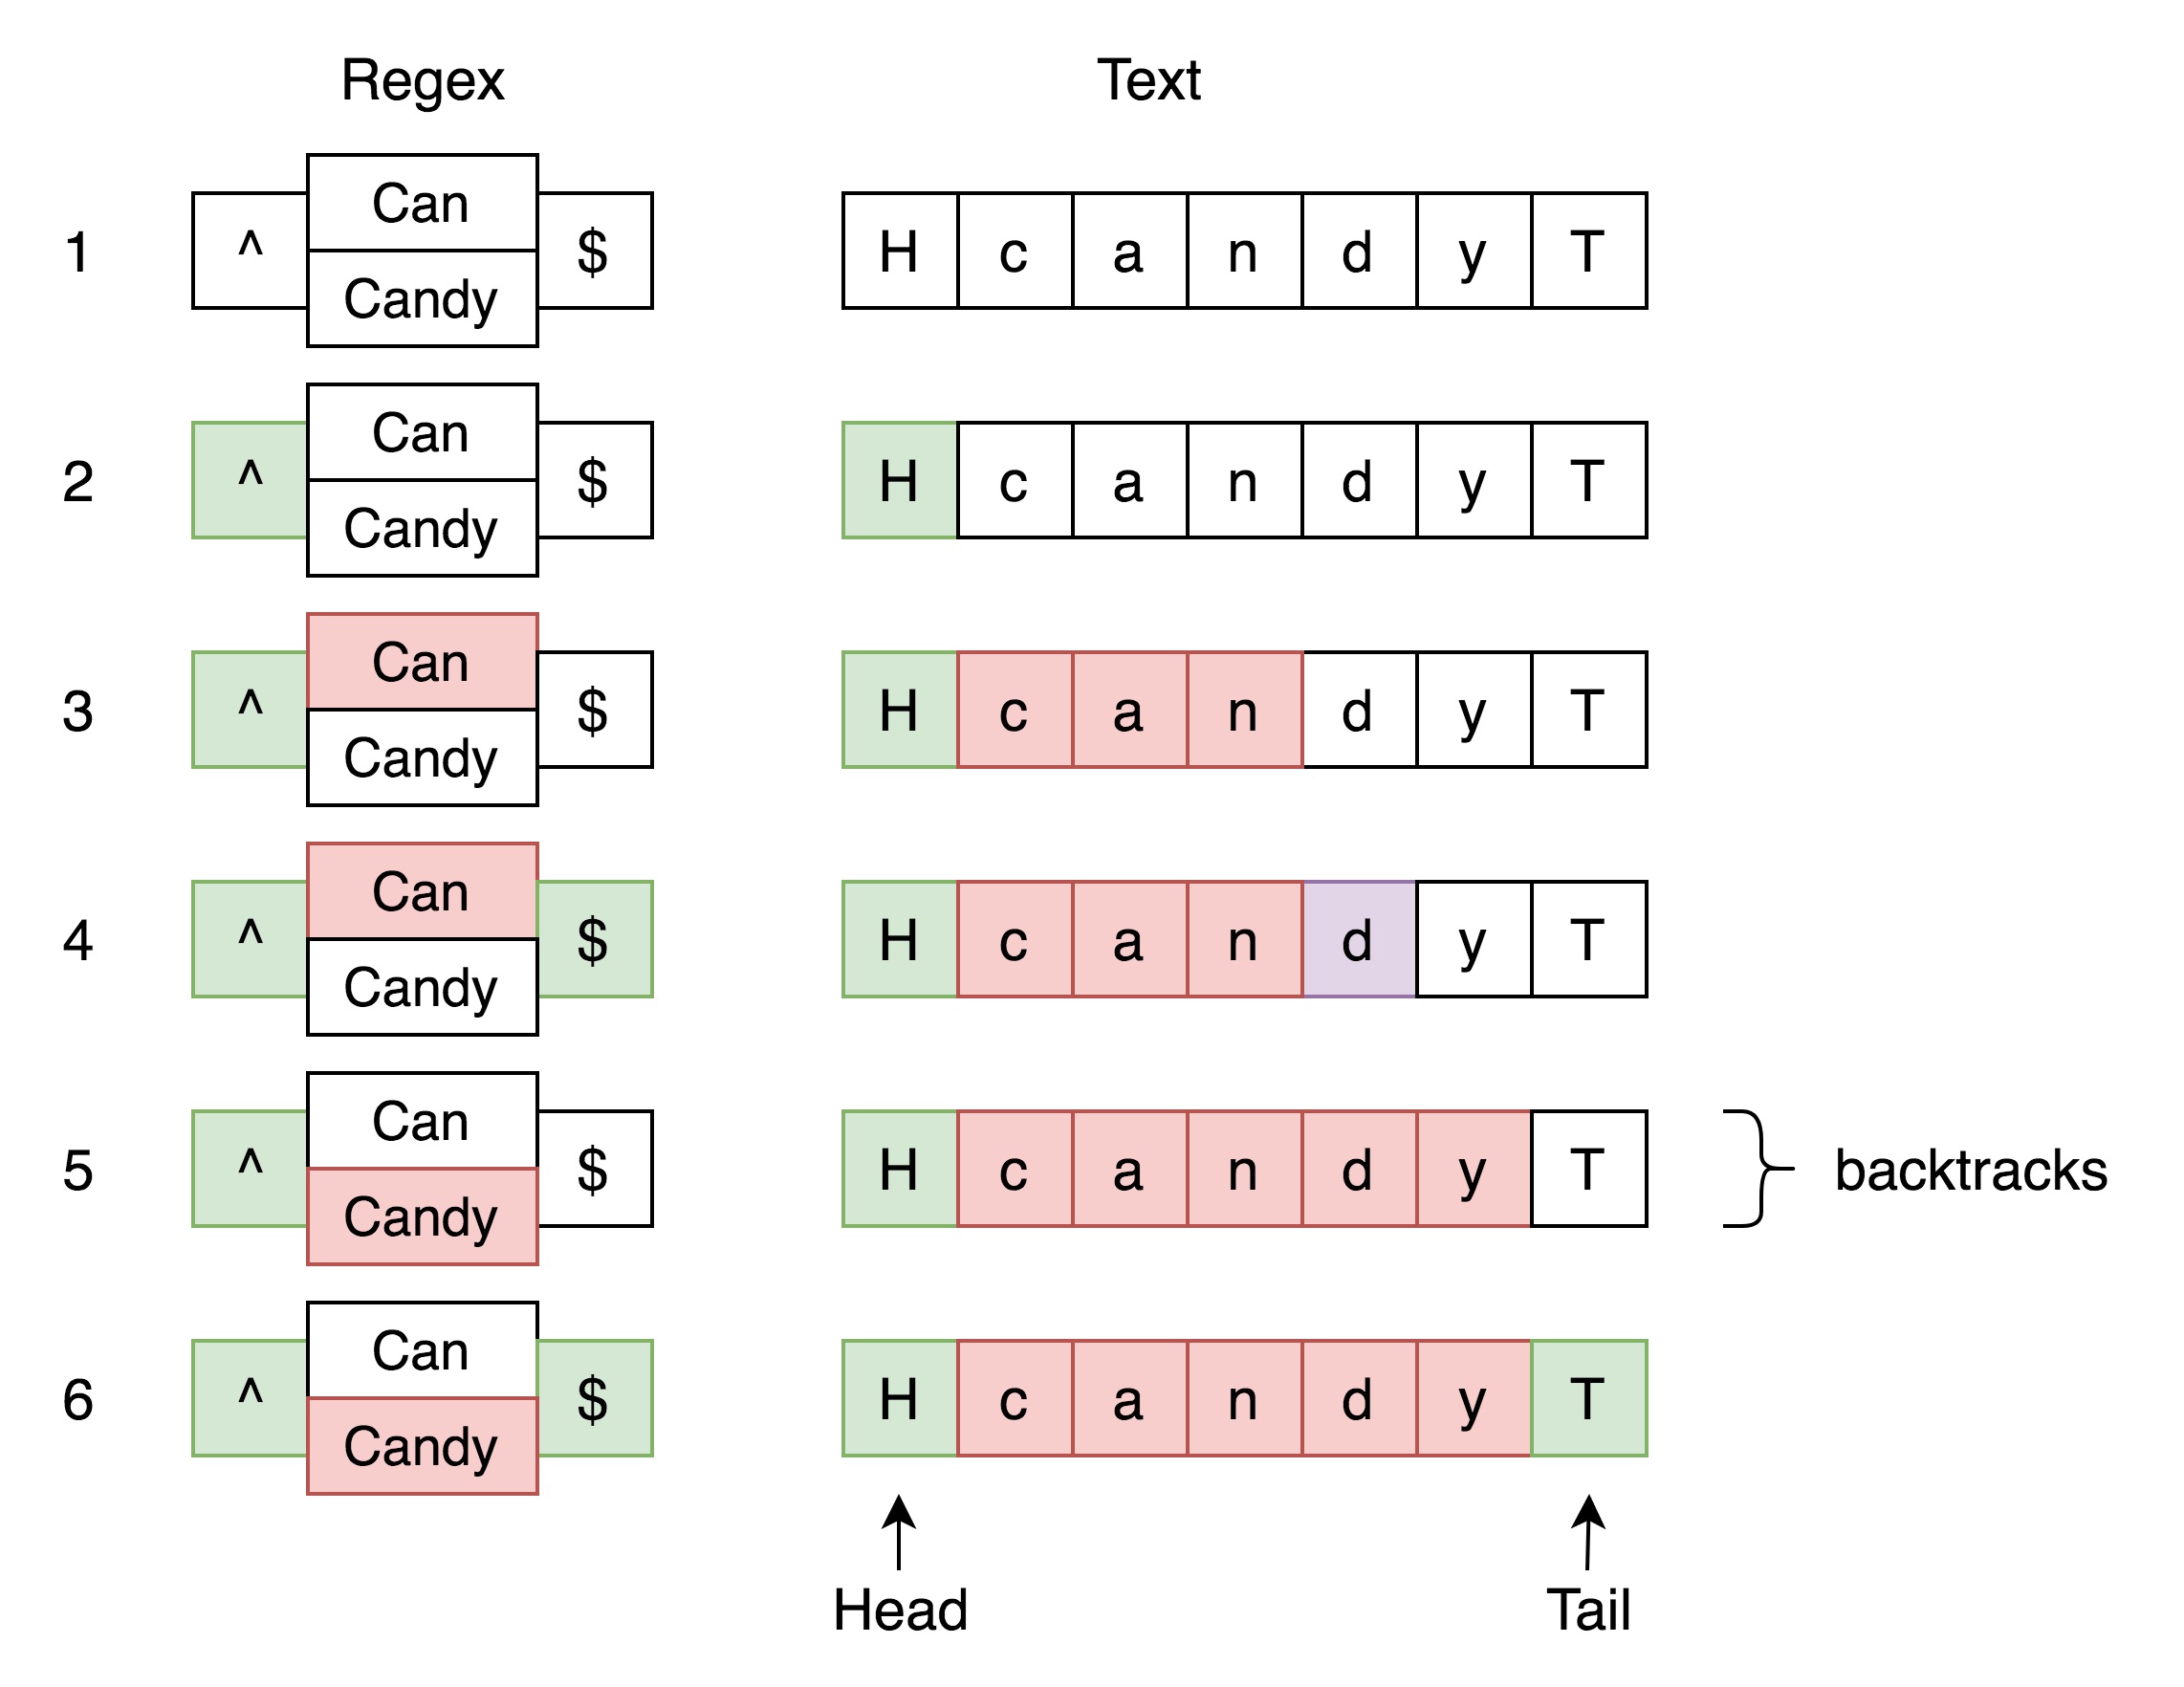 Regex Text
1 ^ Can Candy $ H c a n d y T
2 ^ Can Candy $ H c a n d y T
3 ^ Can Candy $ H c a n d y T
4 ^ Can Candy $ H c a n d y T
5 ^ Can Candy $ H c a n d y T backtracks
6 ^ Can Candy $ H c a n d y T
Head Tail